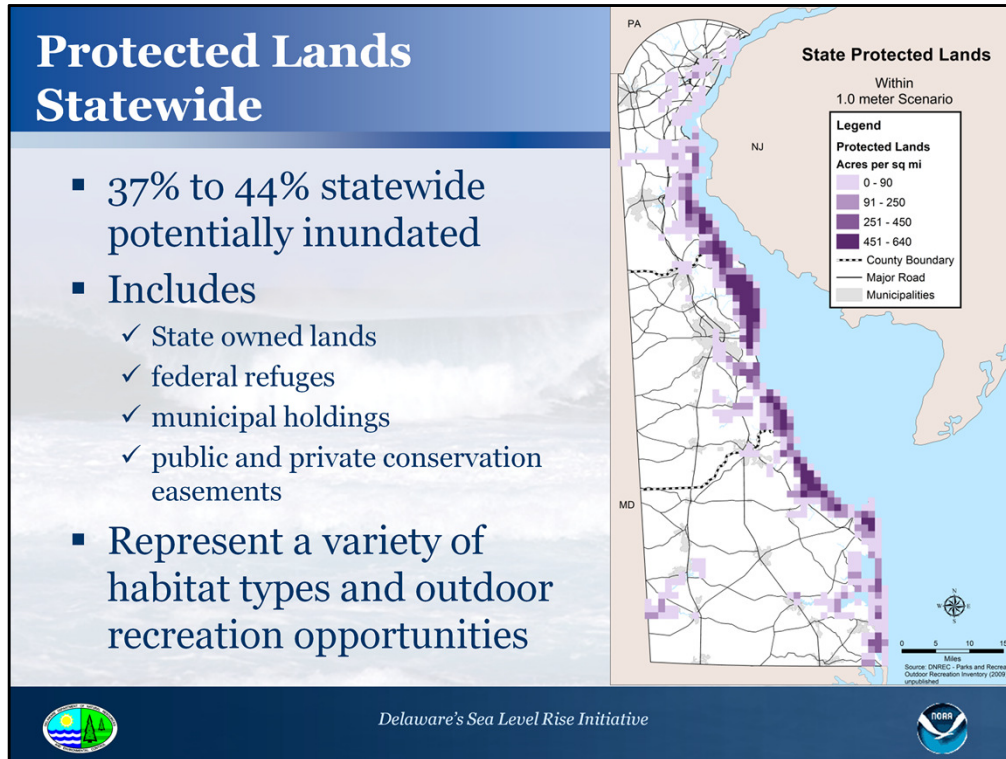 Protected Lands
Statewide
▪ 37% to 44% statewide
potentially inundated
▪ Includes
✓ State owned lands
✓ federal refuges
✓ municipal holdings
✓ public and private conservation
easements
▪ Represent a variety of
habitat types and outdoor
recreation opportunities
PA
State Protected Lands
Within
1.0 meter Scenario
NJ
Legend
Protected Lands
Acres per sq mi
0 - 90
91 - 250
251 - 450
451 - 640
County Boundary
Major Road
Municipalities
MD
N
W E
S
0 5 10 15
Miles
Source: DNREC - Parks and Recrea
Outdoor Recreation Inventory (2009)
unpublished
Delaware's Sea Level Rise Initiative
NOAA